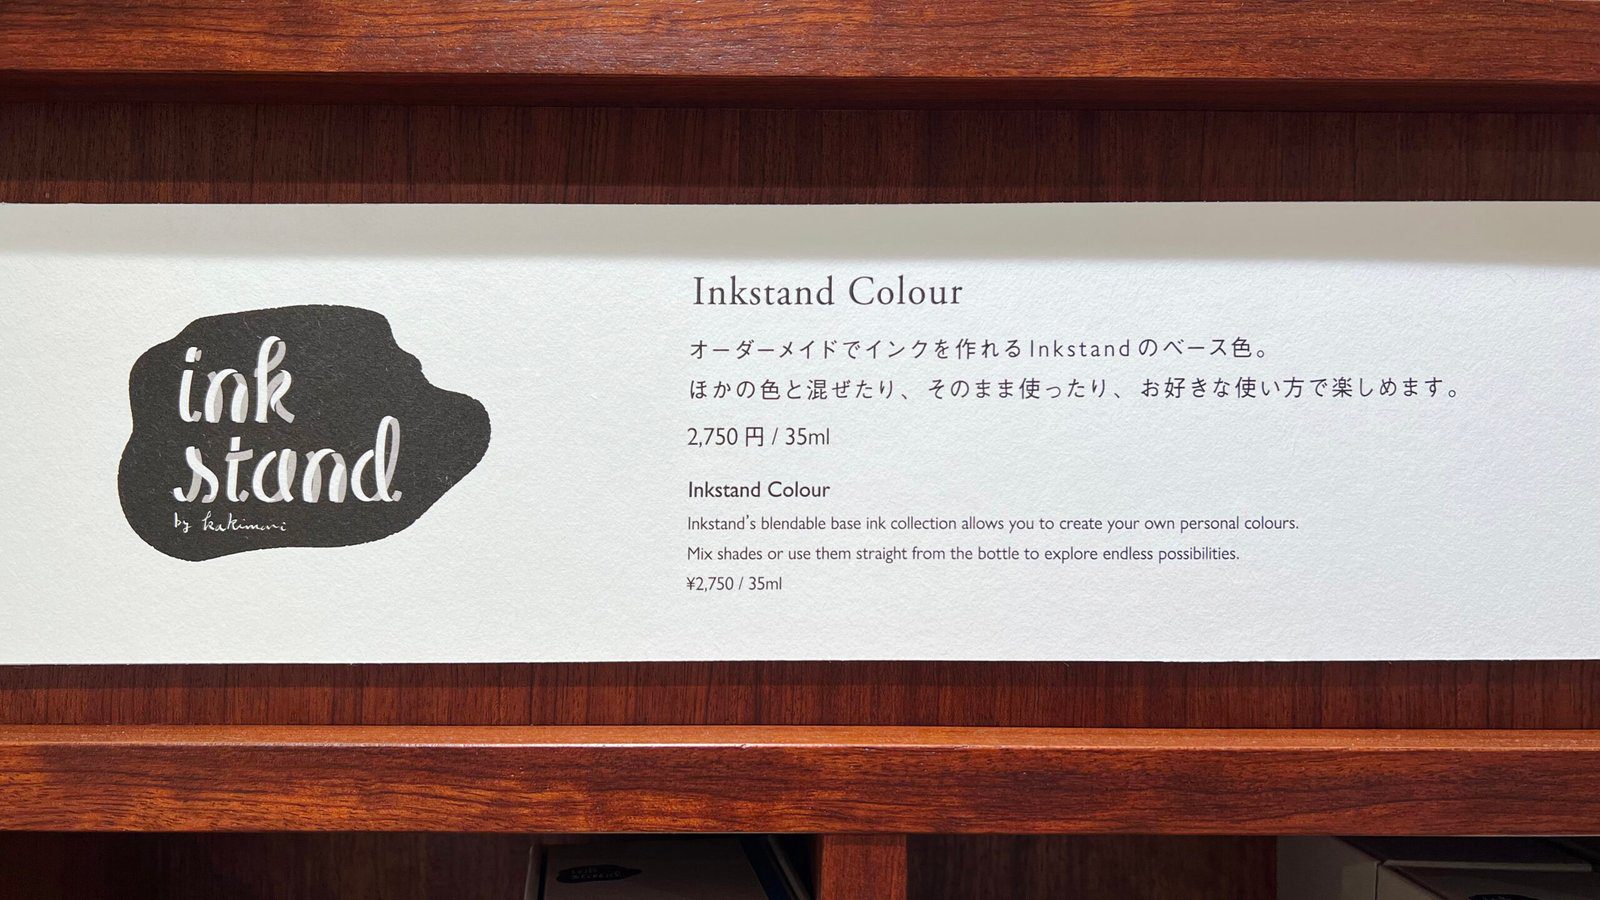 ink
stand
by kakimori
Inkstand Colour
オーダーメイドでインクを作れるInkstandのベース色。
ほかの色と混ぜたり、そのまま使ったり、お好きな使い方で楽しめます。
2,750 円 / 35ml
Inkstand Colour
Inkstand’s blendable base ink collection allows you to create your own personal colours.
Mix shades or use them straight from the bottle to explore endless possibilities.
¥2,750 / 35ml
ink
stand